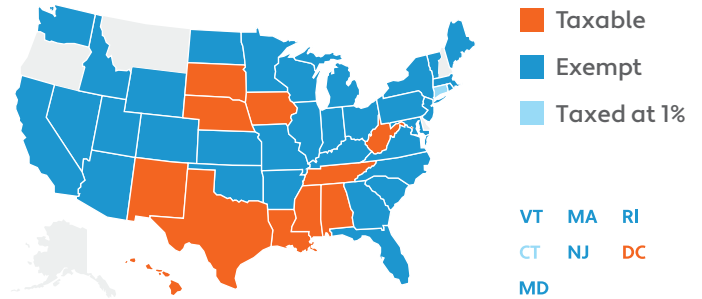 Taxable
Exempt
Taxed at 1%
VT MA RI
CT NJ DC
MD